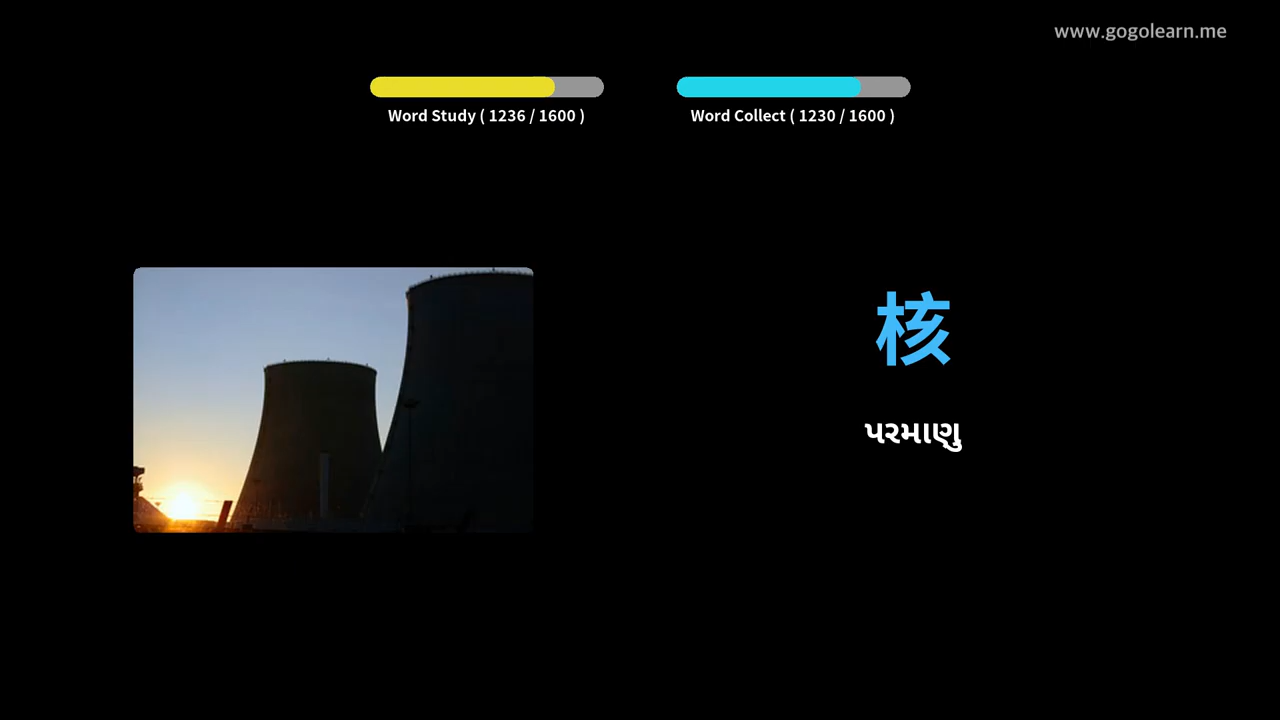 www.gogolearn.me
Word Study ( 1236 / 1600 )
Word Collect ( 1230 / 1600 )
核
પરમાણુ